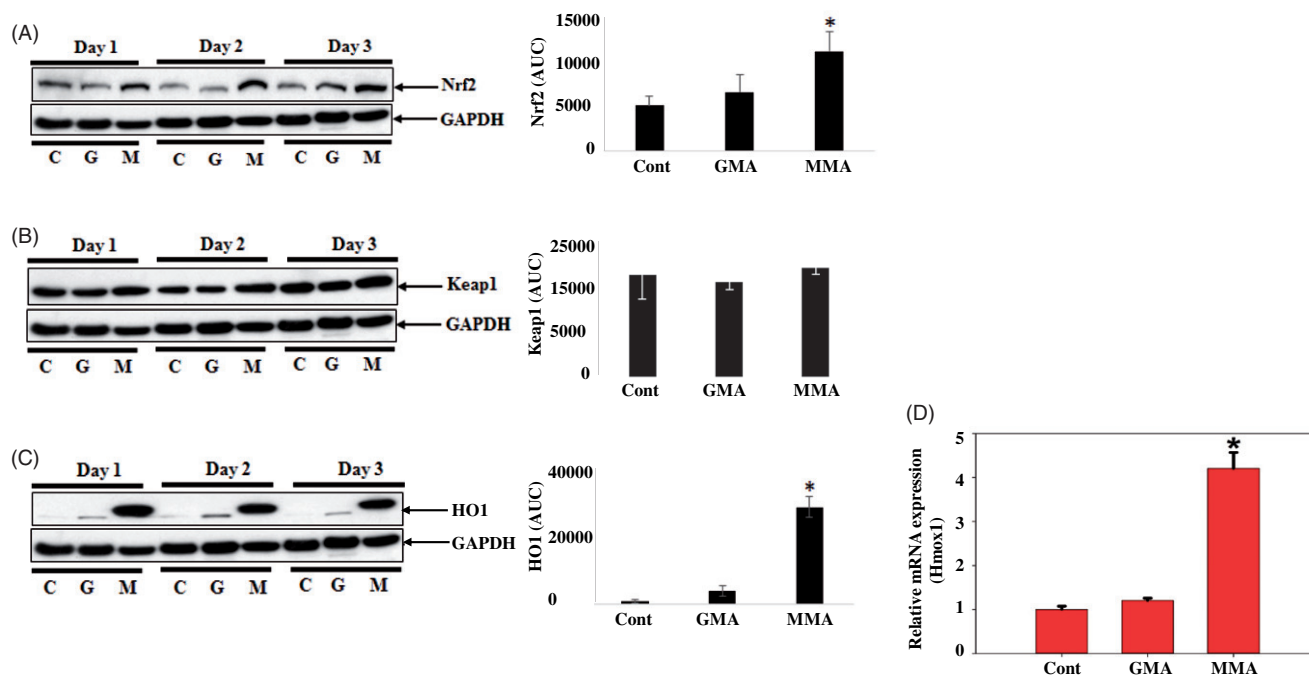 (A)
Day 1 Day 2 Day 3
Nrf2
GAPDH
C G M C G M C G M
Nrf2 (AUC)
15000
10000
5000
0
*
Cont GMA MMA
(B)
Day 1 Day 2 Day 3
Keap1
GAPDH
C G M C G M C G M
Keap1 (AUC)
25000
15000
5000
0
Cont GMA MMA
(C)
Day 1 Day 2 Day 3
HO1
GAPDH
C G M C G M C G M
HO1 (AUC)
40000
20000
0
*
Cont GMA MMA
(D)
Relative mRNA expression
(Hmox1)
5
4
2
1
0
*
Cont GMA MMA